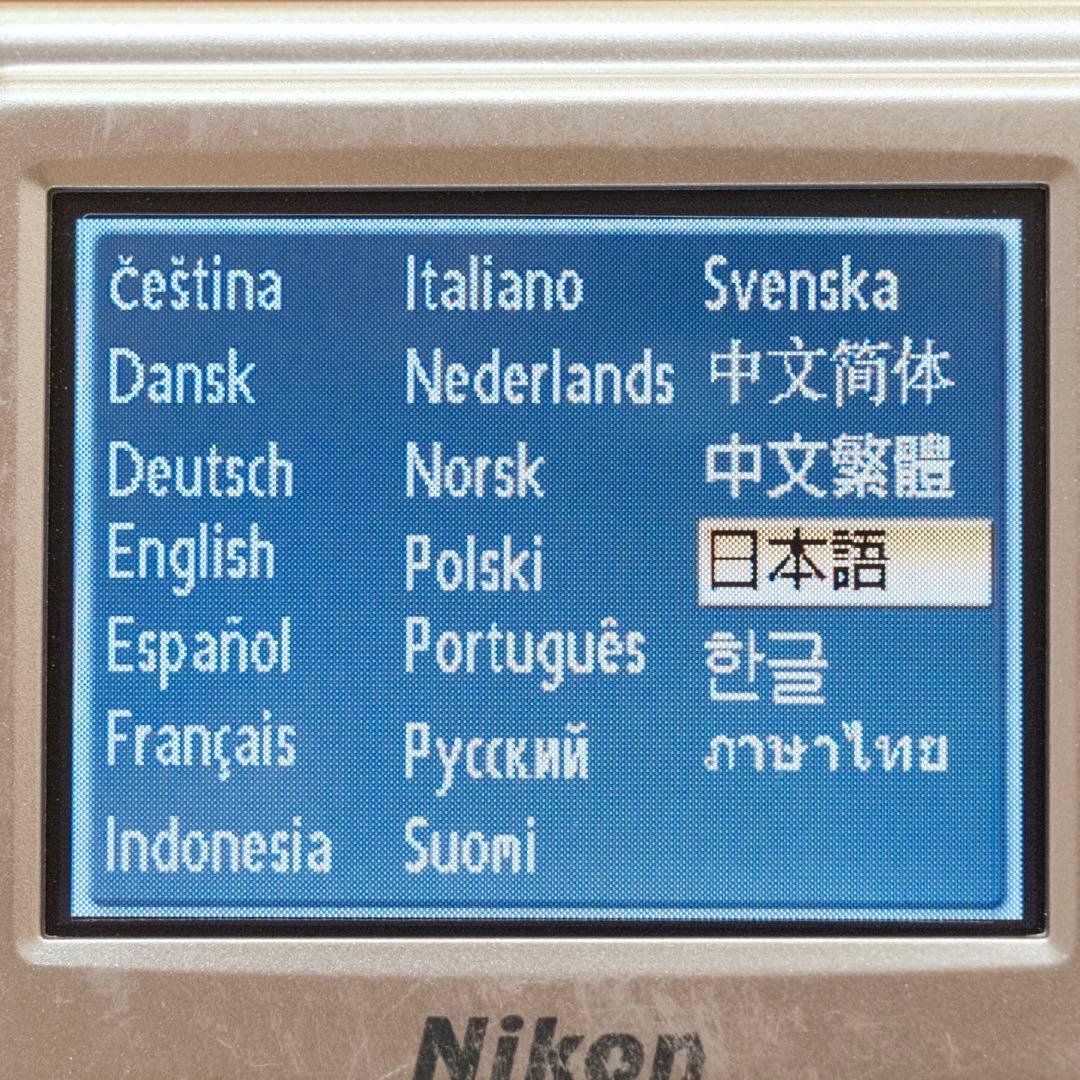 čeština
Dansk
Deutsch
English
Español
Français
Indonesia
Italiano
Nederlands
Norsk
Polski
Português
Русский
Suomi
Svenska
中文简体
中文繁體
日本語
한글
ภาษาไทย
Nikon